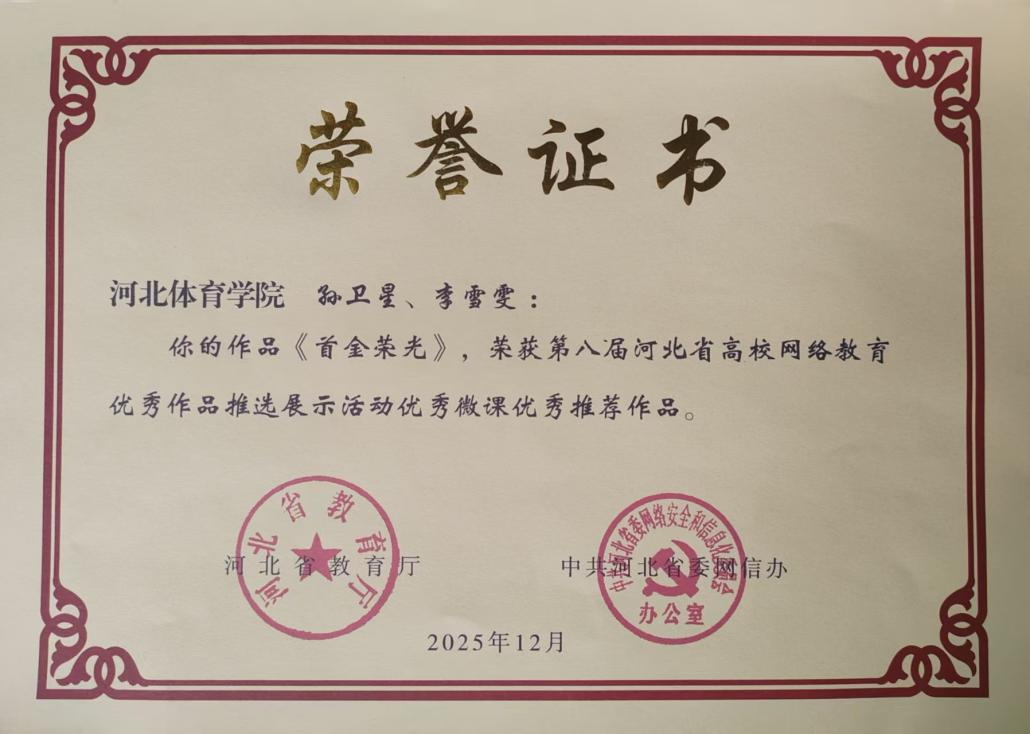 荣誉证书
河北体育学院 孙卫星、李雪雯：
你的作品《首金荣光》，荣获第八届河北省高校网络教育
优秀作品推选展示活动优秀微课优秀推荐作品。
河北省教育厅
河北省教育厅
中共河北省委网信办
中共河北省委网络安全和信息化委员会
办公室
2025年12月